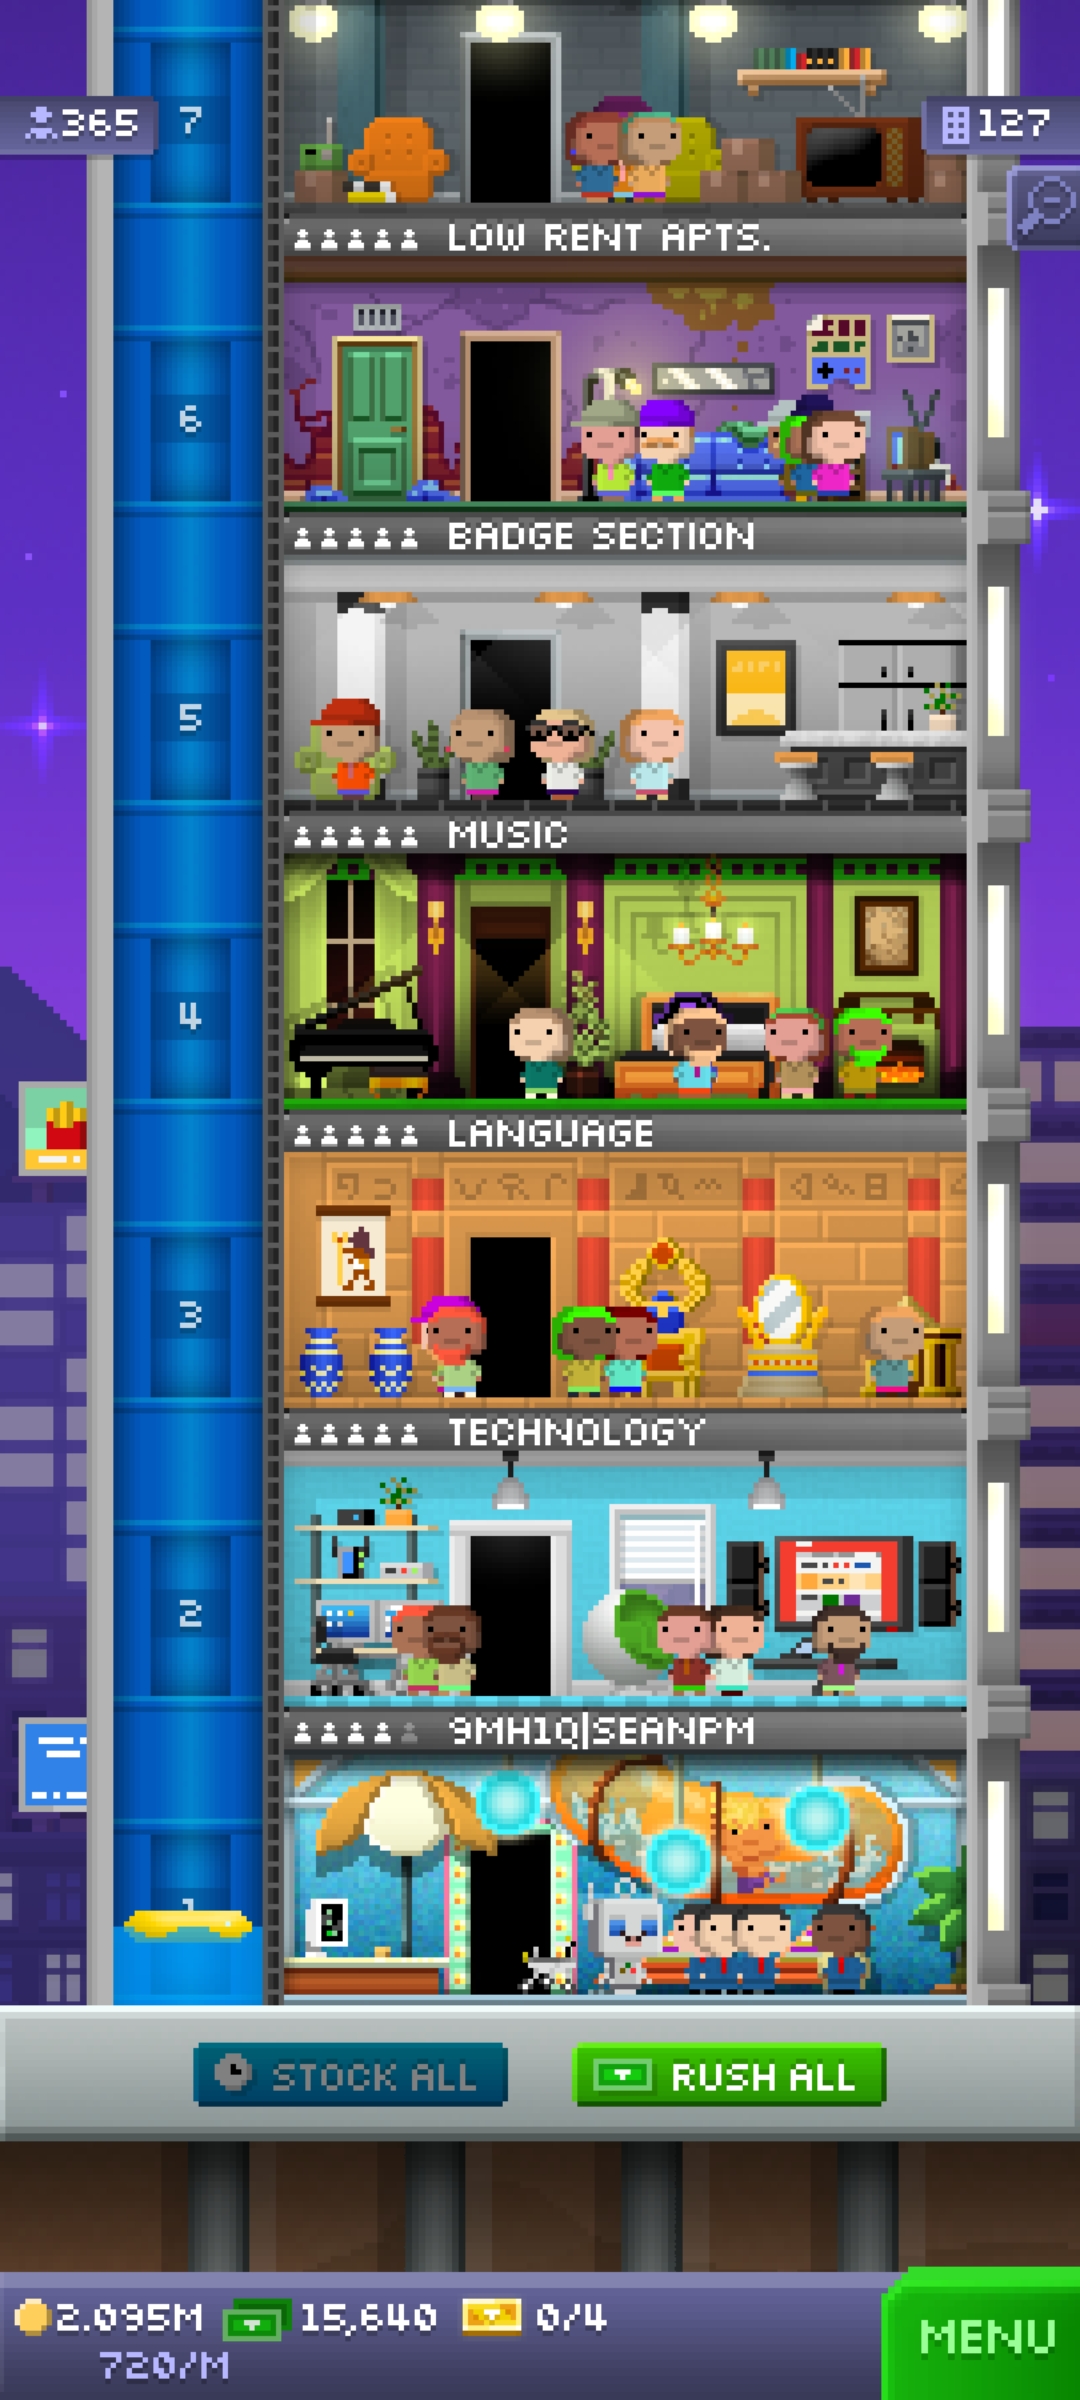 365
7
127
LOW RENT APTS.
6
BADGE SECTION
5
MUSIC
4
LANGUAGE
3
TECHNOLOGY
2
9MH1Q|SEANPM
1
STOCK ALL
RUSH ALL
2.095M
15,640
0/4
720/M
MENU